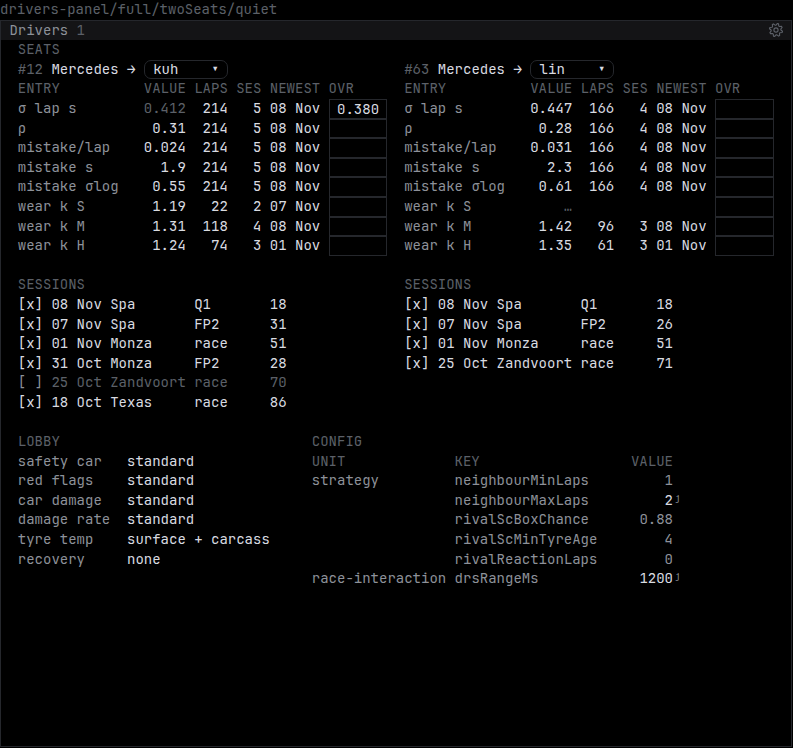 drivers-panel/full/twoSeats/quiet
Drivers 1
SEATS
#12 Mercedes → kuh ▾ #63 Mercedes → lin ▾
ENTRY VALUE LAPS SES NEWEST OVR ENTRY VALUE LAPS SES NEWEST OVR
σ lap s 0.412 214 5 08 Nov 0.380 σ lap s 0.447 166 4 08 Nov
ρ 0.31 214 5 08 Nov ρ 0.28 166 4 08 Nov
mistake/lap 0.024 214 5 08 Nov mistake/lap 0.031 166 4 08 Nov
mistake s 1.9 214 5 08 Nov mistake s 2.3 166 4 08 Nov
mistake σlog 0.55 214 5 08 Nov mistake σlog 0.61 166 4 08 Nov
wear k S 1.19 22 2 07 Nov wear k S …
wear k M 1.31 118 4 08 Nov wear k M 1.42 96 3 08 Nov
wear k H 1.24 74 3 01 Nov wear k H 1.35 61 3 01 Nov
SESSIONS SESSIONS
[x] 08 Nov Spa Q1 18 [x] 08 Nov Spa Q1 18
[x] 07 Nov Spa FP2 31 [x] 07 Nov Spa FP2 26
[x] 01 Nov Monza race 51 [x] 01 Nov Monza race 51
[x] 31 Oct Monza FP2 28 [x] 25 Oct Zandvoort race 71
[ ] 25 Oct Zandvoort race 70
[x] 18 Oct Texas race 86
LOBBY CONFIG
safety car standard UNIT KEY VALUE
red flags standard strategy neighbourMinLaps 1
car damage standard neighbourMaxLaps 2 J
damage rate standard rivalScBoxChance 0.88
tyre temp surface + carcass rivalScMinTyreAge 4
recovery none rivalReactionLaps 0
race-interaction drsRangeMs 1200 J